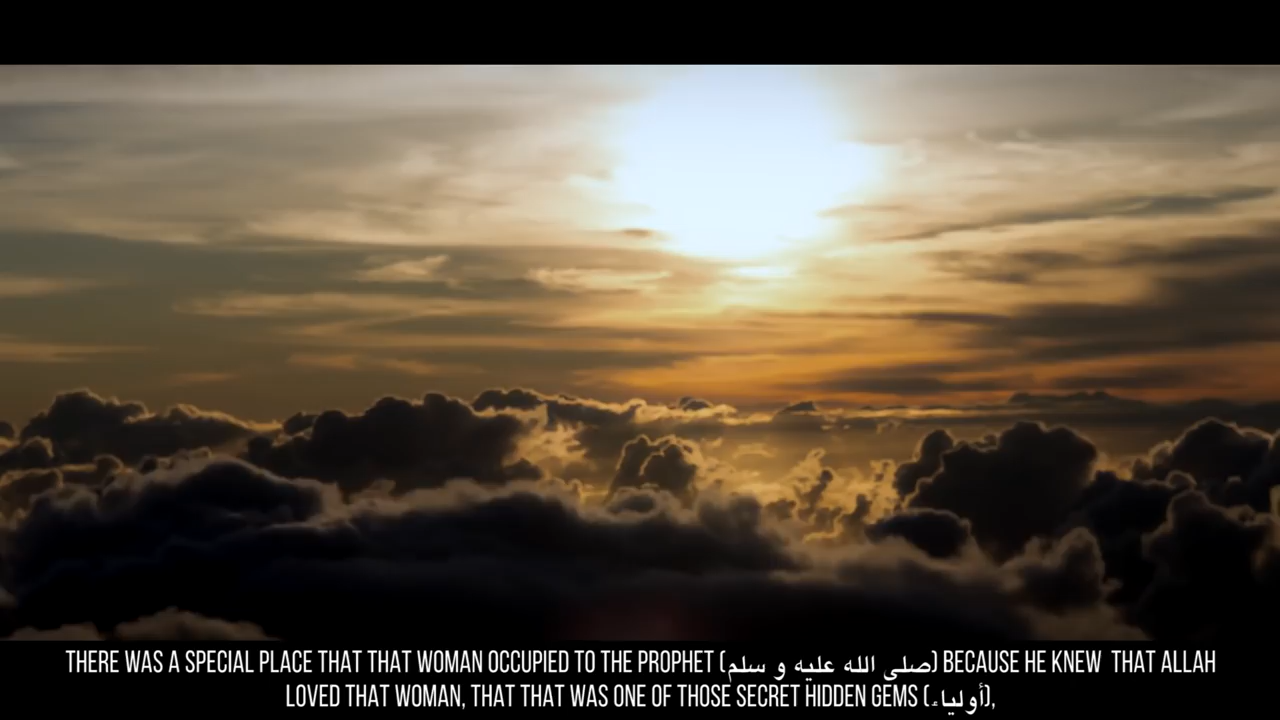 THERE WAS A SPECIAL PLACE THAT THAT WOMAN OCCUPIED TO THE PROPHET (صلى الله عليه و سلم) BECAUSE HE KNEW  THAT ALLAH
LOVED THAT WOMAN, THAT THAT WAS ONE OF THOSE SECRET HIDDEN GEMS (أولياء),